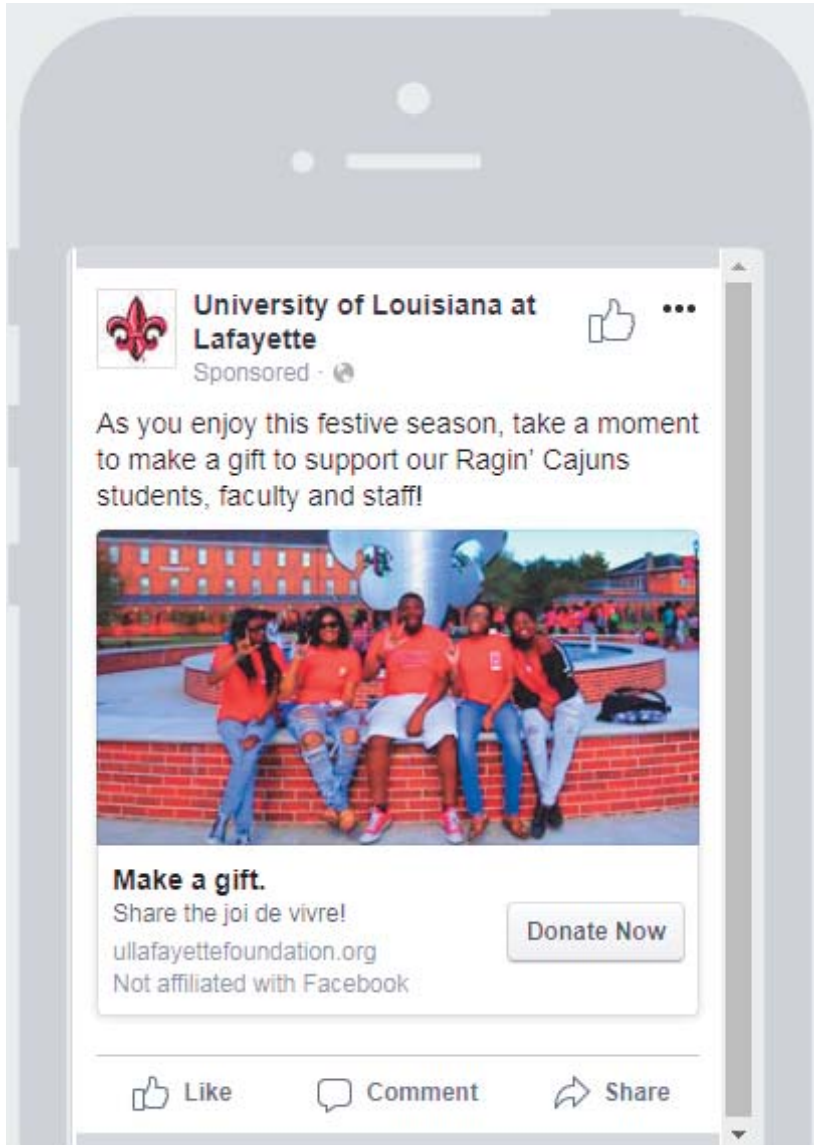 University of Louisiana at
Lafayette
Sponsored ·
As you enjoy this festive season, take a moment
to make a gift to support our Ragin' Cajuns
students, faculty and staff!
Make a gift.
Share the joi de vivre!
ullafayettefoundation.org
Not affiliated with Facebook
Donate Now
Like Comment Share